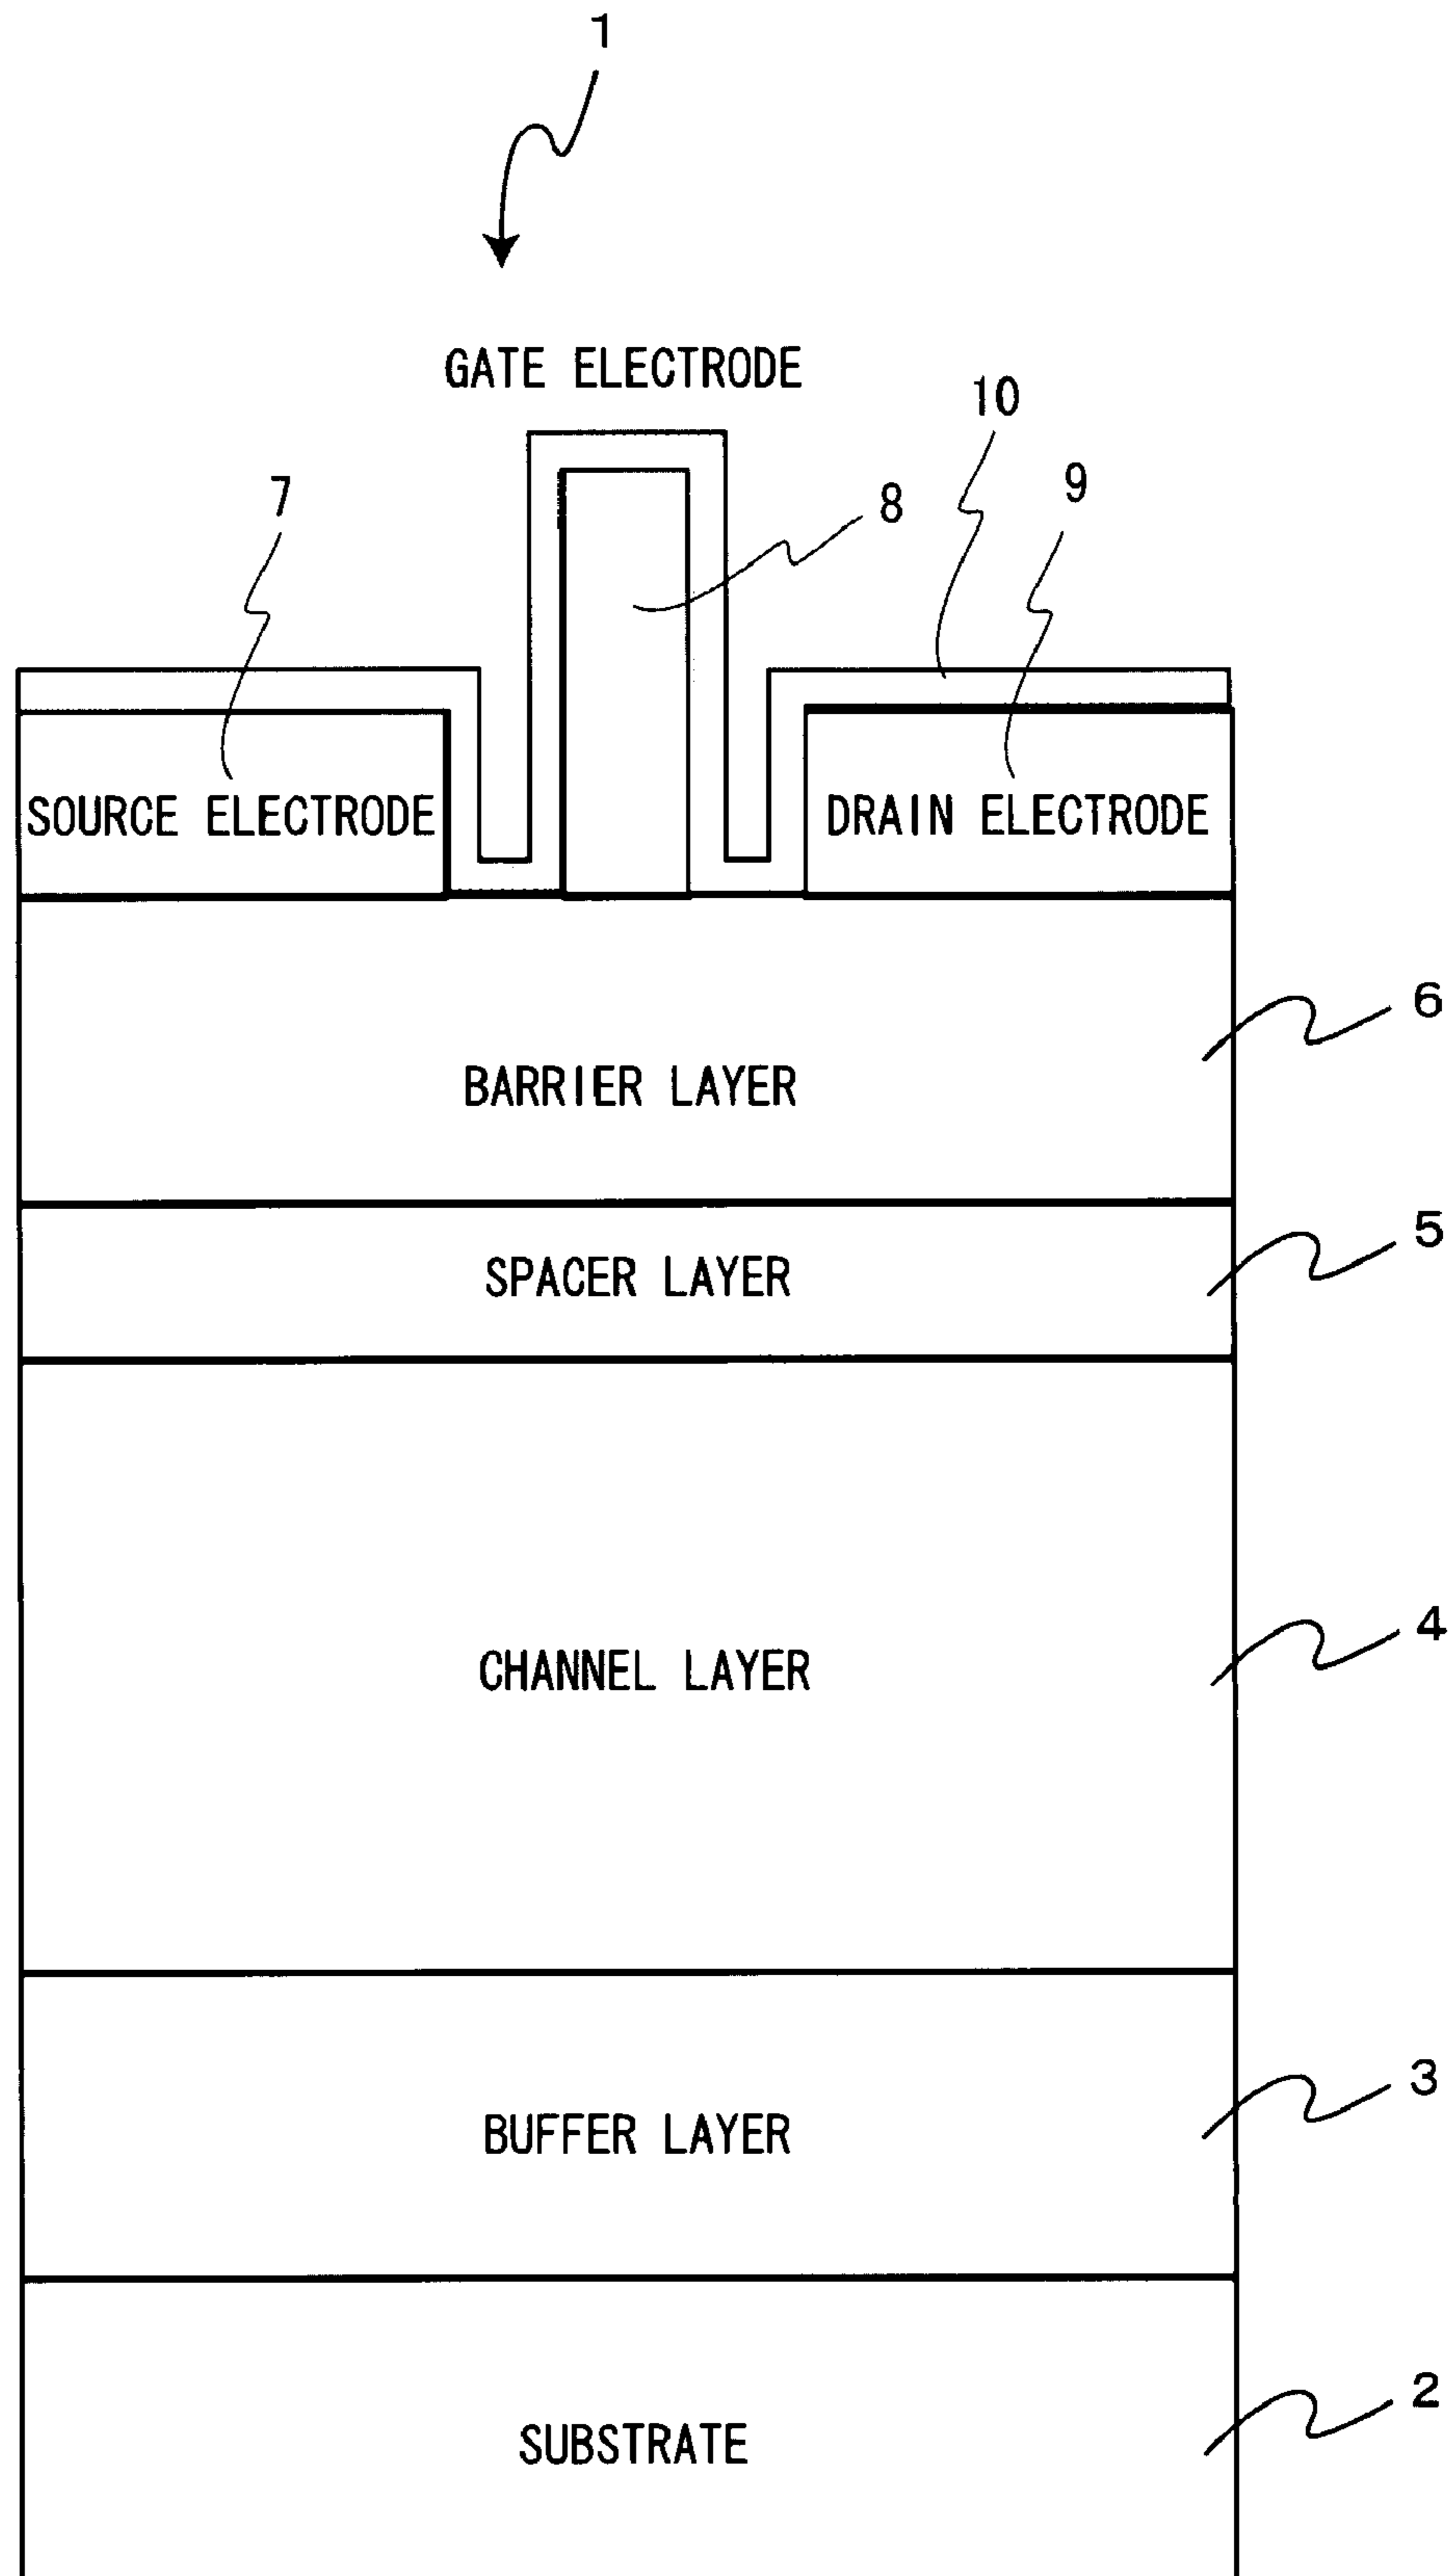 1
GATE ELECTRODE
10
7
8
9
SOURCE ELECTRODE
DRAIN ELECTRODE
6
BARRIER LAYER
5
SPACER LAYER
4
CHANNEL LAYER
3
BUFFER LAYER
2
SUBSTRATE